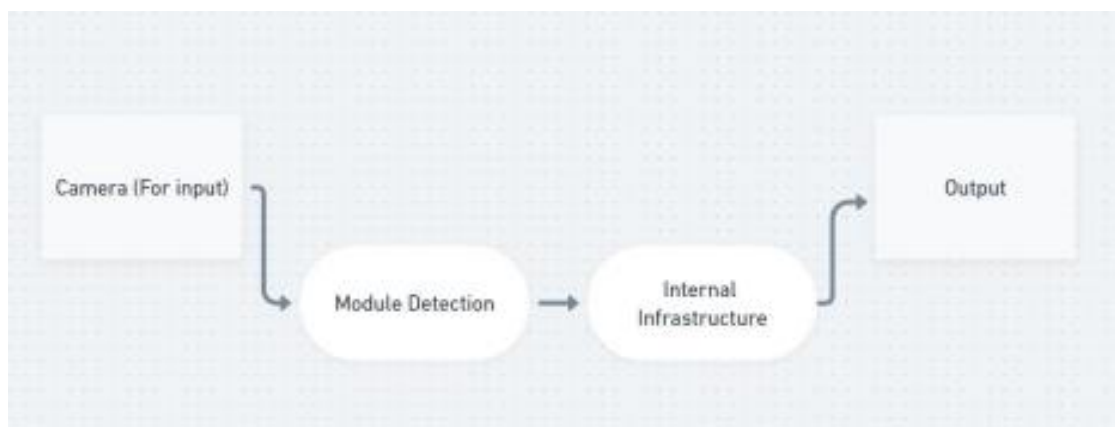 Camera (For input)
Module Detection
Internal
Infrastructure
Output